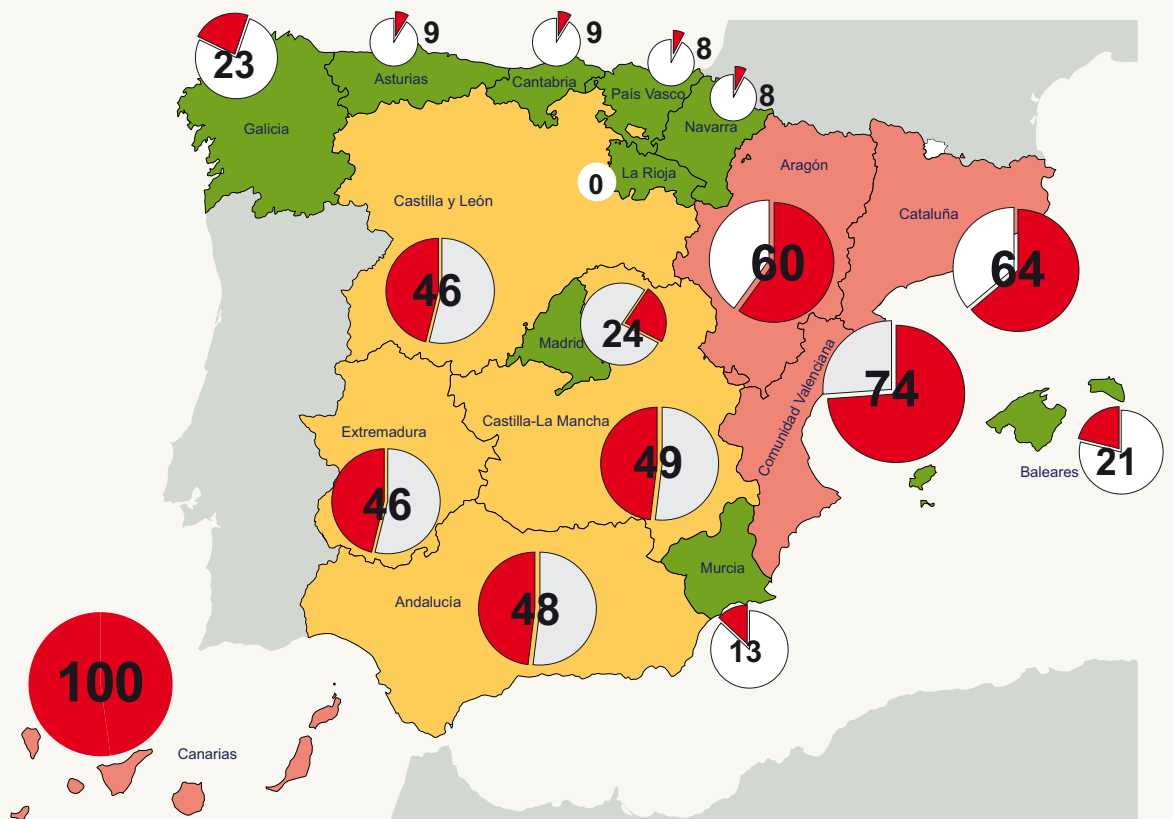 23
9
9
8
8
Asturias
Cantabria
País Vasco
Navarra
Galicia
La Rioja
0
Aragón
Castilla y León
Cataluña
46
60
64
Madrid
24
Comunidad Valenciana
74
Castilla-La Mancha
Extremadura
49
Baleares
21
46
Murcia
Andalucía
48
13
100
Canarias